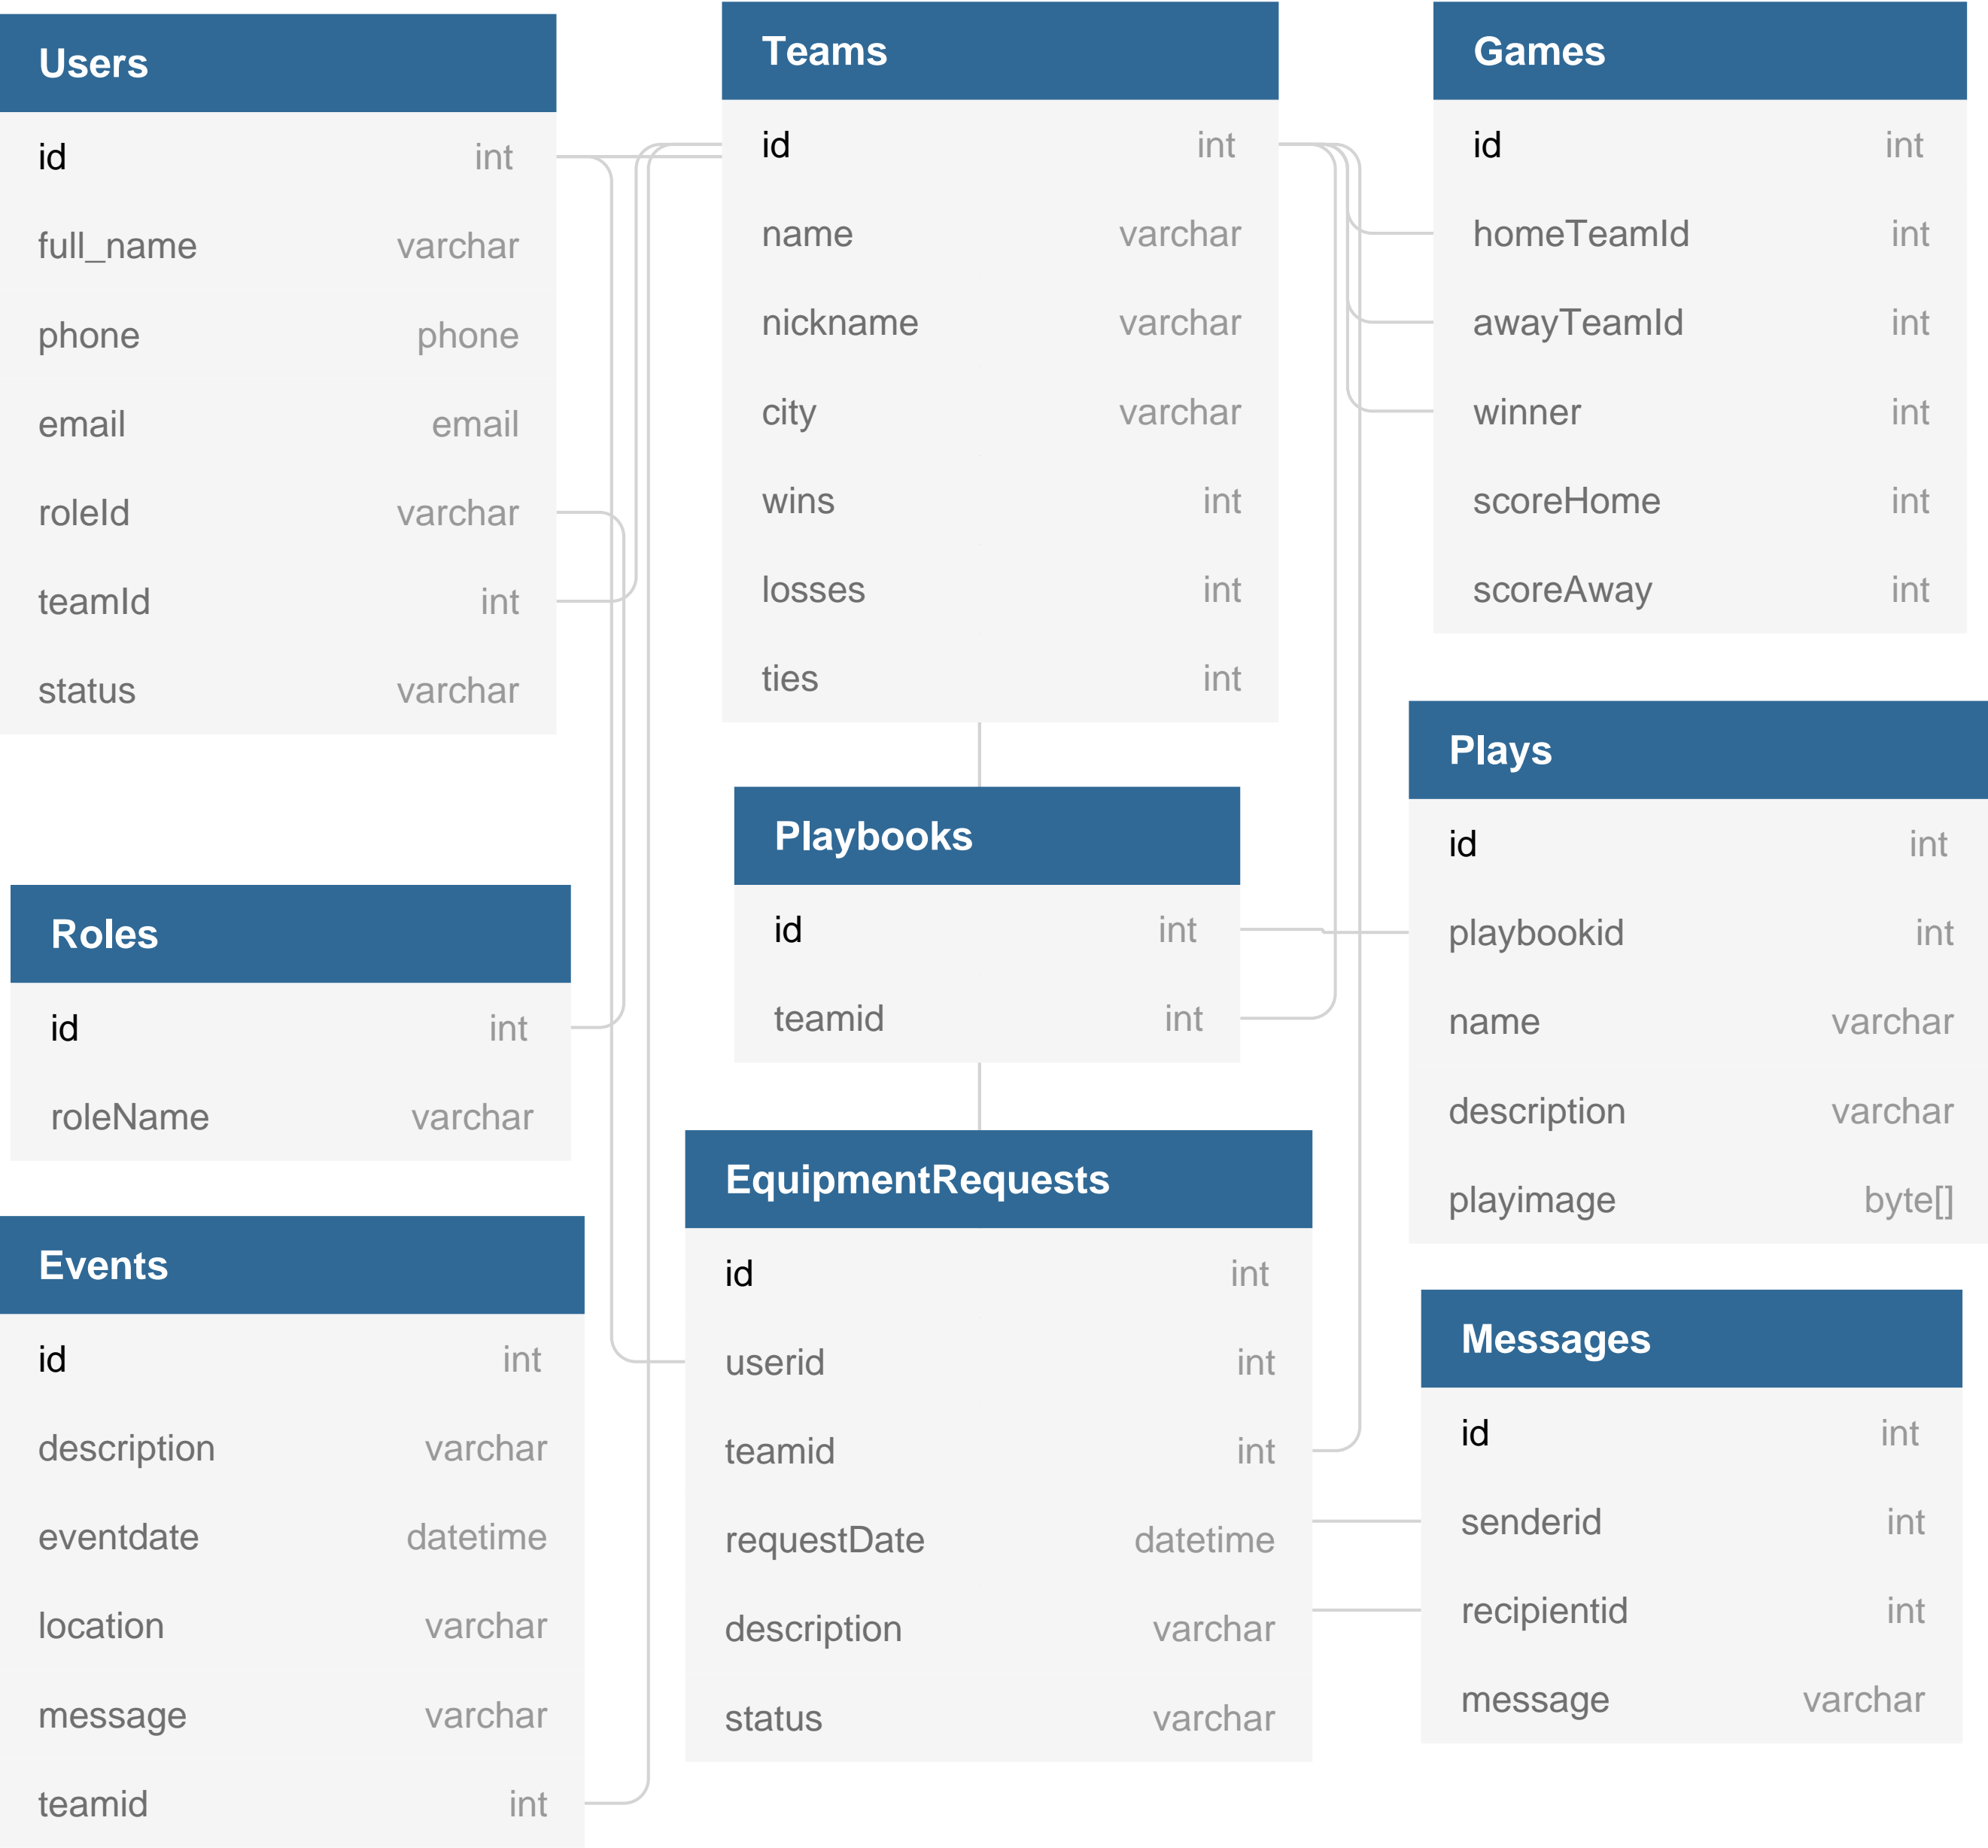 Users
id int
full_name varchar
phone phone
email email
roleId varchar
teamId int
status varchar
Teams
id int
name varchar
nickname varchar
city varchar
wins int
losses int
ties int
Games
id int
homeTeamId int
awayTeamId int
winner int
scoreHome int
scoreAway int
Roles
id int
roleName varchar
Playbooks
id int
teamid int
Plays
id int
playbookid int
name varchar
description varchar
playimage byte[]
Events
id int
description varchar
eventdate datetime
location varchar
message varchar
teamid int
EquipmentRequests
id int
userid int
teamid int
requestDate datetime
description varchar
status varchar
Messages
id int
senderid int
recipientid int
message varchar